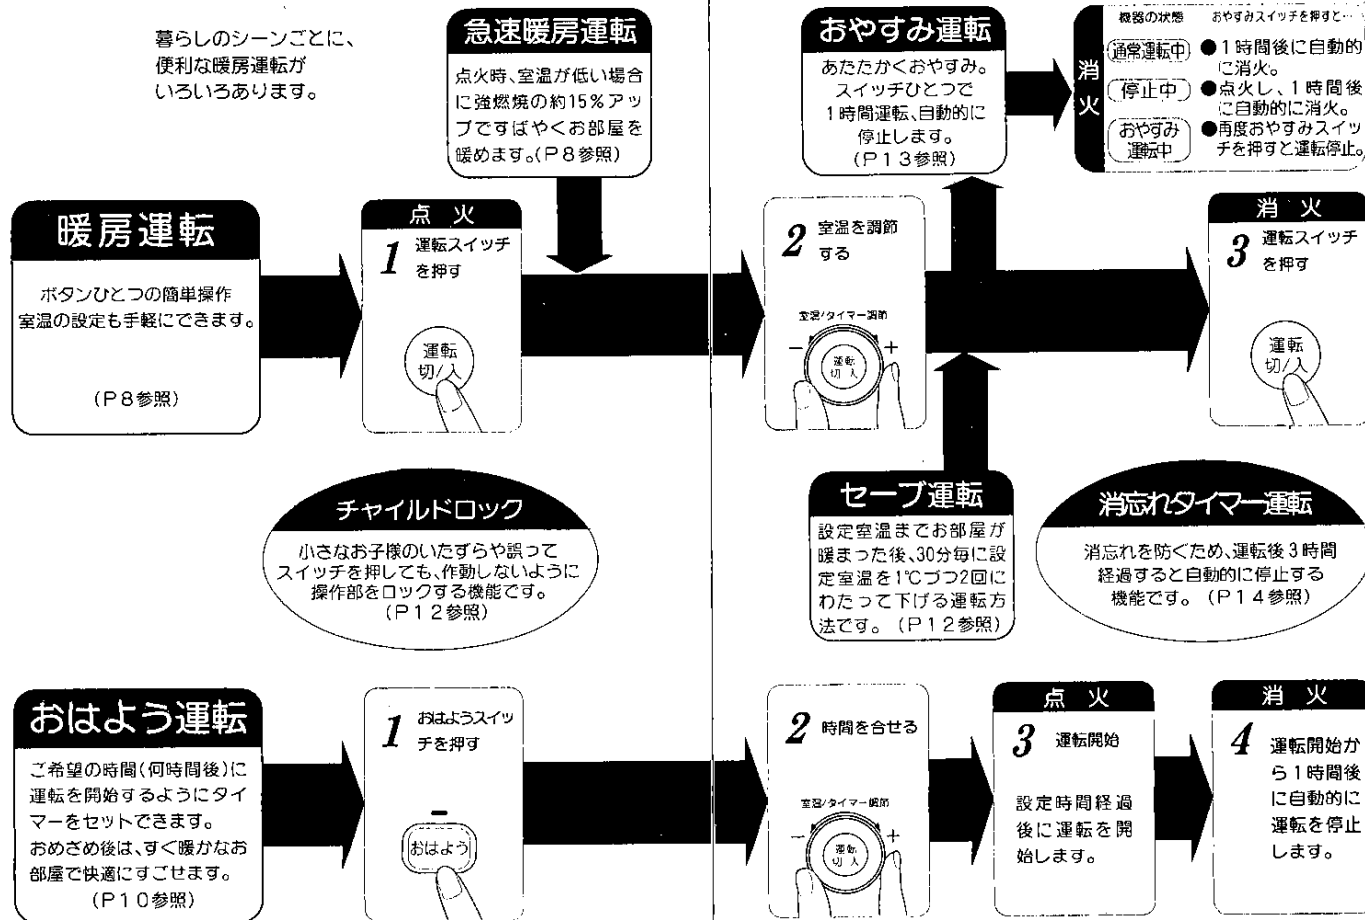 暮らしのシーンごとに、
便利な暖房運転が
いろいろあります。
急速暖房運転
点火時、室温が低い場合
に強燃焼の約15%アッ
プですばやくお部屋を
暖めます。(P8参照)
おやすみ運転
あたたかくおやすみ。
スイッチひとつで
1時間運転、自動的に
停止します。
(P13参照)
消火
機器の状態 おやすみスイッチを押すと…
通常運転中 ●1時間後に自動的
に消火。
停止中 ●点火し、1時間後
に自動的に消火。
おやすみ ●再度おやすみスイッ
運転中 チを押すと運転停止。
暖房運転
ボタンひとつの簡単操作
室温の設定も手軽にできます。
(P8参照)
点火
1 運転スイッチ
を押す
運転
切/入
2 室温を調節
する
室温/タイマー調節
− +
運転
切 入
消火
3 運転スイッチ
を押す
運転
切/入
チャイルドロック
小さなお子様のいたずらや誤って
スイッチを押しても、作動しないように
操作部をロックする機能です。
(P12参照)
セーブ運転
設定室温までお部屋が
暖まった後、30分毎に設
定室温を1℃づつ2回に
わたって下げる運転方
法です。(P12参照)
消忘れタイマー運転
消忘れを防ぐため、運転後3時間
経過すると自動的に停止する
機能です。(P14参照)
おはよう運転
ご希望の時間(何時間後)に
運転を開始するようにタイ
マーをセットできます。
おめざめ後は、すぐ暖かなお
部屋で快適にすごせます。
(P10参照)
1 おはようスイッ
チを押す
おはよう
2 時間を合せる
室温/タイマー調節
− +
運転
切 入
点火
3 運転開始
設定時間経過
後に運転を開
始します。
消火
4 運転開始か
ら1時間後
に自動的に
運転を停止
します。